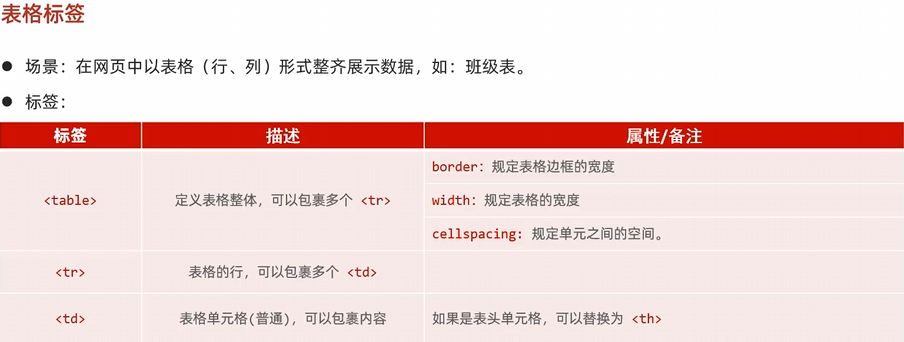 表格标签
● 场景：在网页中以表格（行、列）形式整齐展示数据，如：班级表。
● 标签：
标签 描述 属性/备注
<table> 定义表格整体，可以包裹多个 <tr>
border：规定表格边框的宽度
width：规定表格的宽度
cellspacing: 规定单元之间的空间。
<tr> 表格的行，可以包裹多个 <td>
<td> 表格单元格(普通)，可以包裹内容 如果是表头单元格，可以替换为 <th>